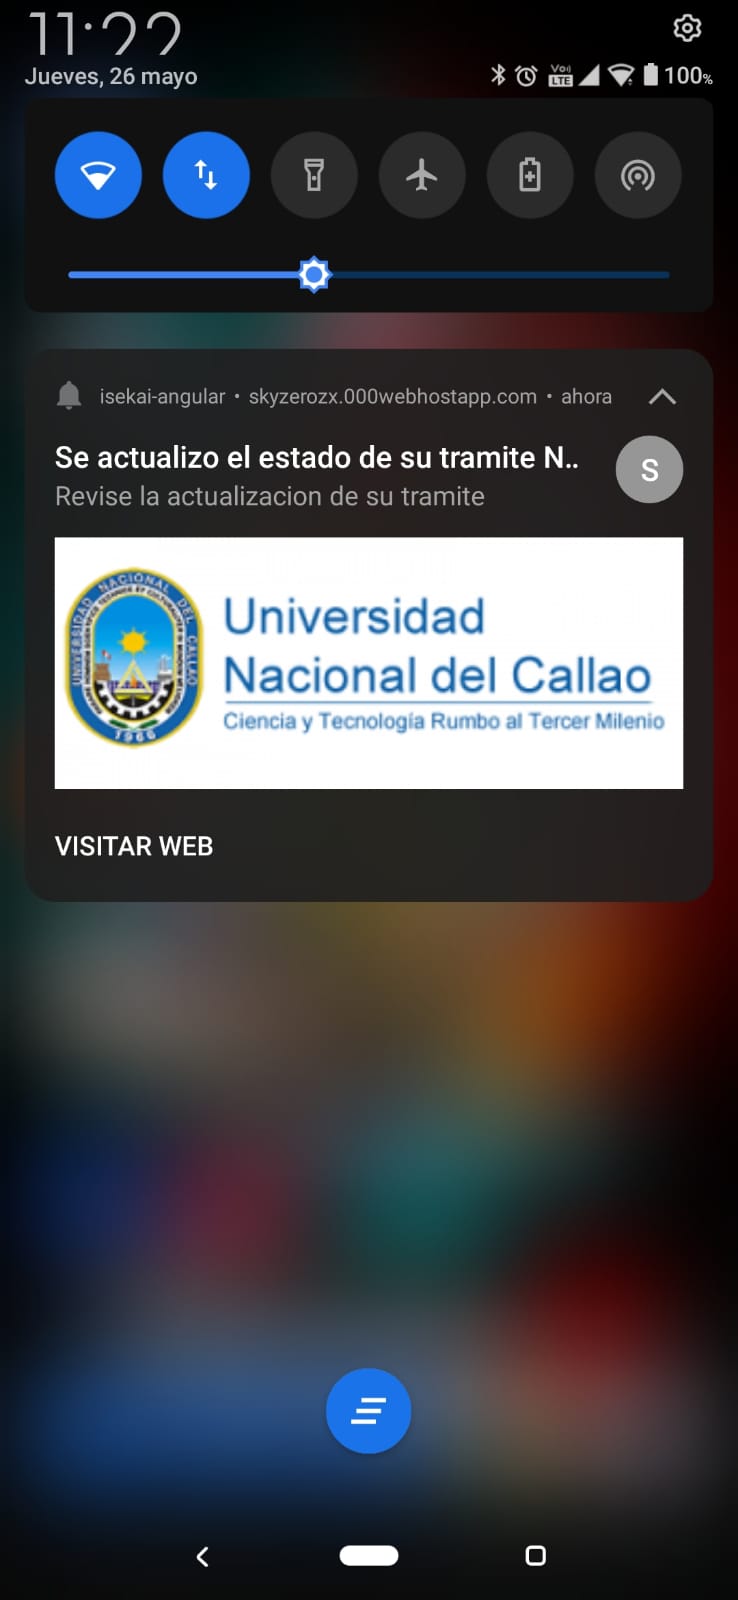 11:22
Jueves, 26 mayo
Vo) LTE 100%
isekai-angular • skyzerozx.000webhostapp.com • ahora
Se actualizo el estado de su tramite N..
S
Revise la actualizacion de su tramite
UNIVERSIDAD NACIONAL DEL CALLAO
1966
Universidad
Nacional del Callao
Ciencia y Tecnología Rumbo al Tercer Milenio
VISITAR WEB